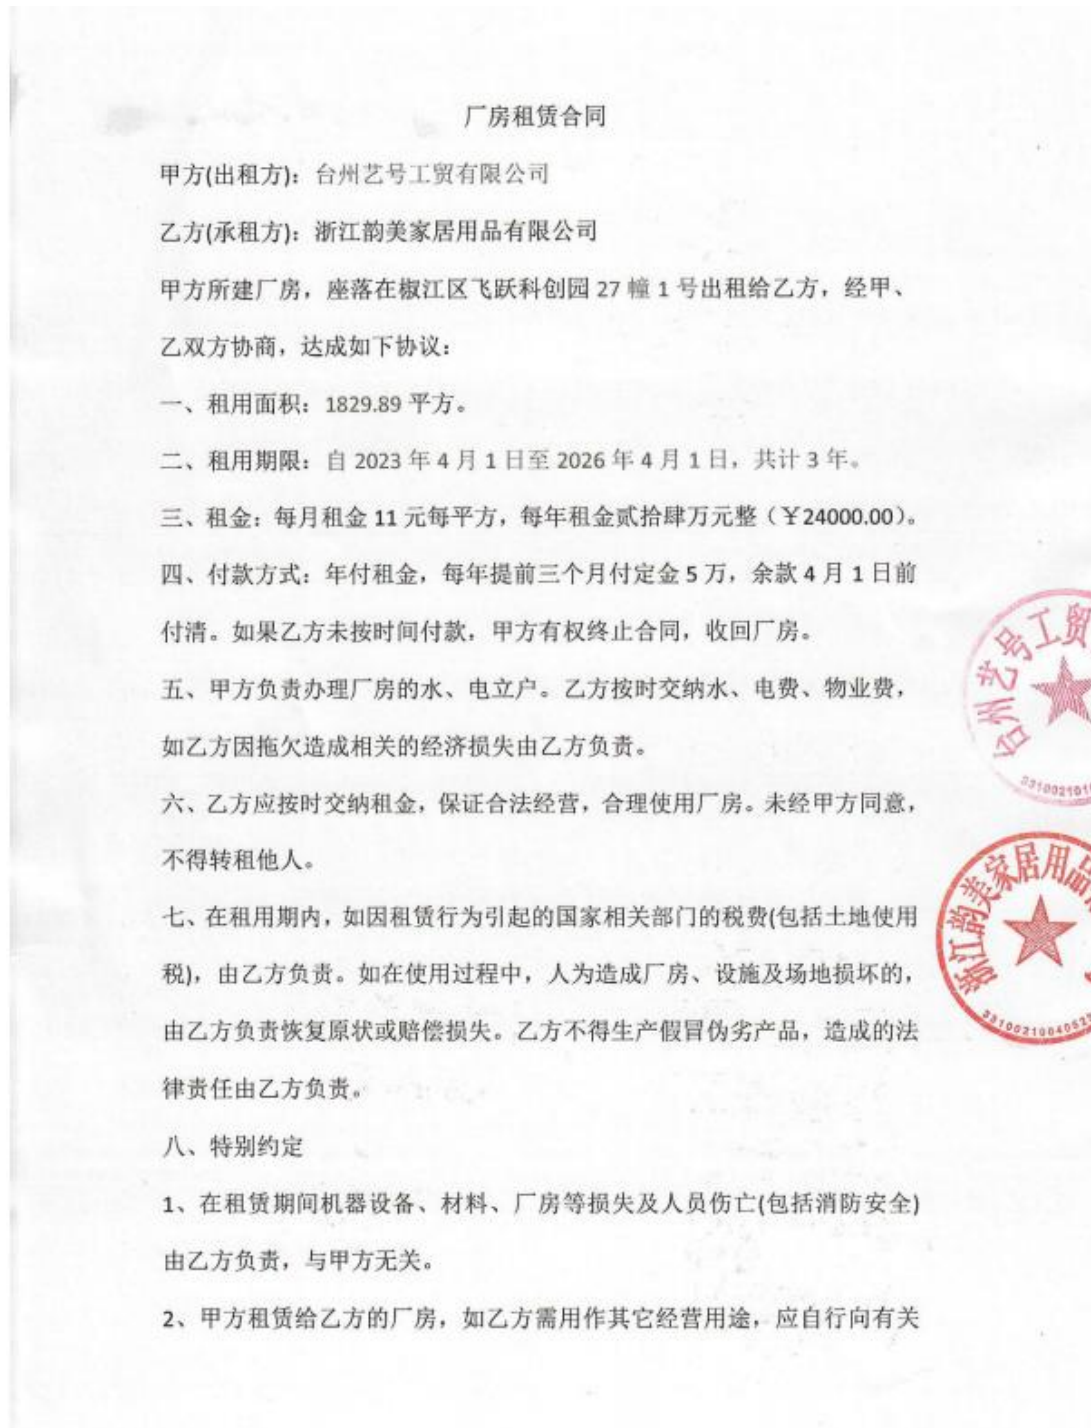 厂房租赁合同
甲方(出租方)：台州艺号工贸有限公司
乙方(承租方)：浙江韵美家居用品有限公司
甲方所建厂房，座落在椒江区飞跃科创园 27 幢 1 号出租给乙方，经甲、
乙双方协商，达成如下协议：
一、租用面积：1829.89 平方。
二、租用期限：自 2023 年 4 月 1 日至 2026 年 4 月 1 日，共计 3 年。
三、租金：每月租金 11 元每平方，每年租金贰拾肆万元整（￥24000.00）。
四、付款方式：年付租金，每年提前三个月付定金 5 万，余款 4 月 1 日前
付清。如果乙方未按时间付款，甲方有权终止合同，收回厂房。
台州艺号工贸
五、甲方负责办理厂房的水、电立户。乙方按时交纳水、电费、物业费，
如乙方因拖欠造成相关的经济损失由乙方负责。
331002101
六、乙方应按时交纳租金，保证合法经营，合理使用厂房。未经甲方同意，
不得转租他人。
浙江韵美家居用品
七、在租用期内，如因租赁行为引起的国家相关部门的税费(包括土地使用
税)，由乙方负责。如在使用过程中，人为造成厂房、设施及场地损坏的，
由乙方负责恢复原状或赔偿损失。乙方不得生产假冒伪劣产品，造成的法
律责任由乙方负责。
八、特别约定
1、在租赁期间机器设备、材料、厂房等损失及人员伤亡(包括消防安全)
由乙方负责，与甲方无关。
2、甲方租赁给乙方的厂房，如乙方需用作其它经营用途，应自行向有关